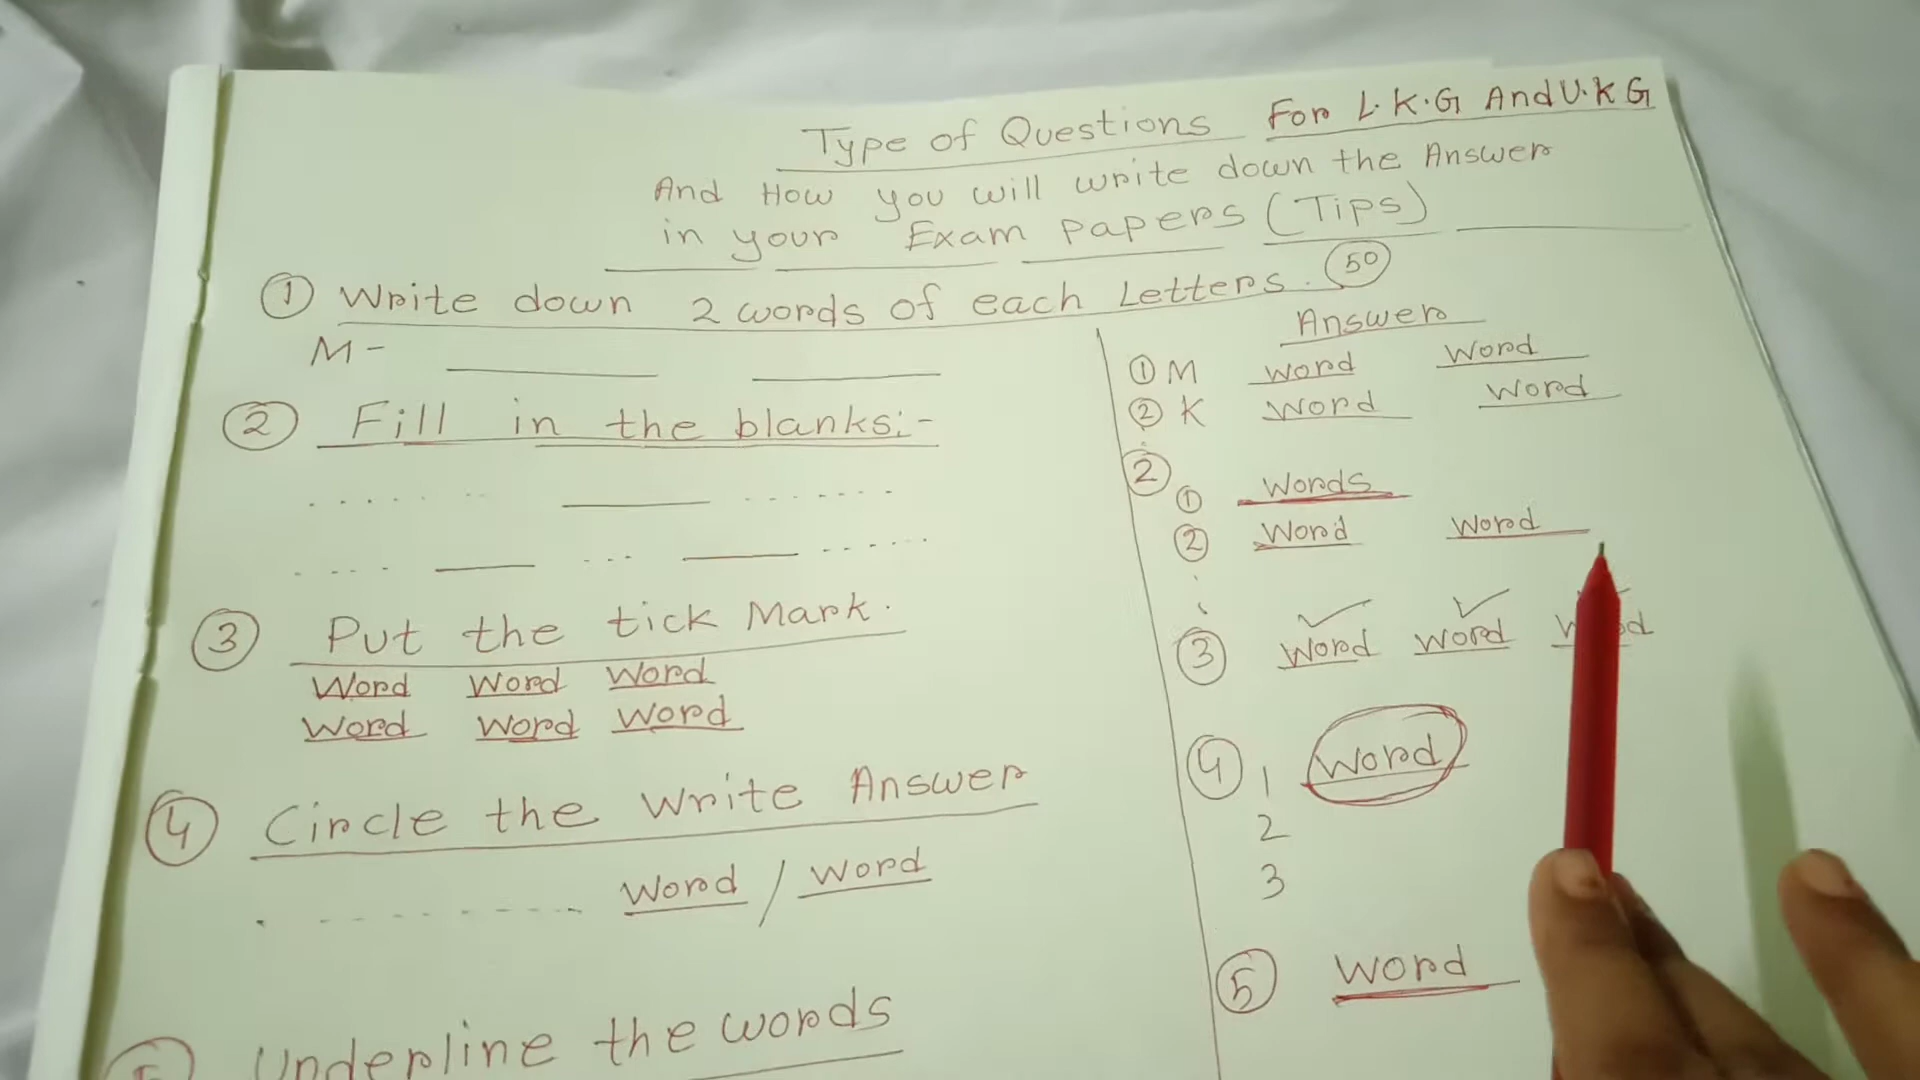 Type of Questions For L.K.G And U.K G
And How you will write down the Answer
in your Exam papers (Tips)
① Write down 2 words of each Letters. 50
M-
② Fill in the blanks:-
③ Put the tick Mark.
Word Word Word
Word Word Word
④ Circle the Write Answer
Word / Word
Underline the words
Answer
① M Word Word
② K Word Word
②
① Words
② Word Word
③ Word Word
④ 1 Word
2
3
⑤ Word